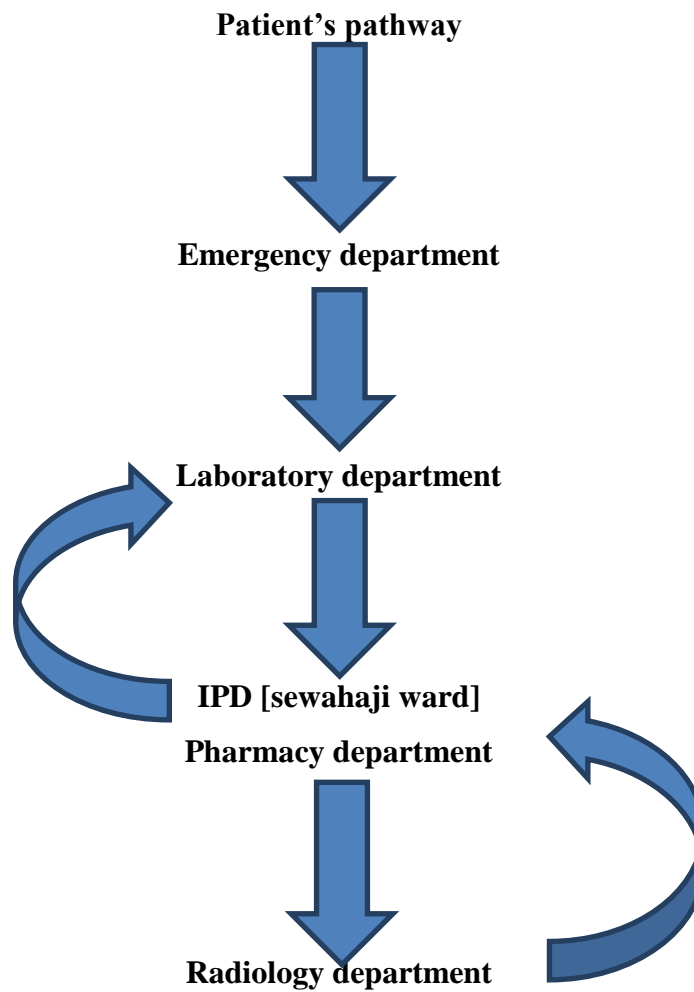 Patient’s pathway
Emergency department
Laboratory department
IPD [sewahaji ward]
Pharmacy department
Radiology department